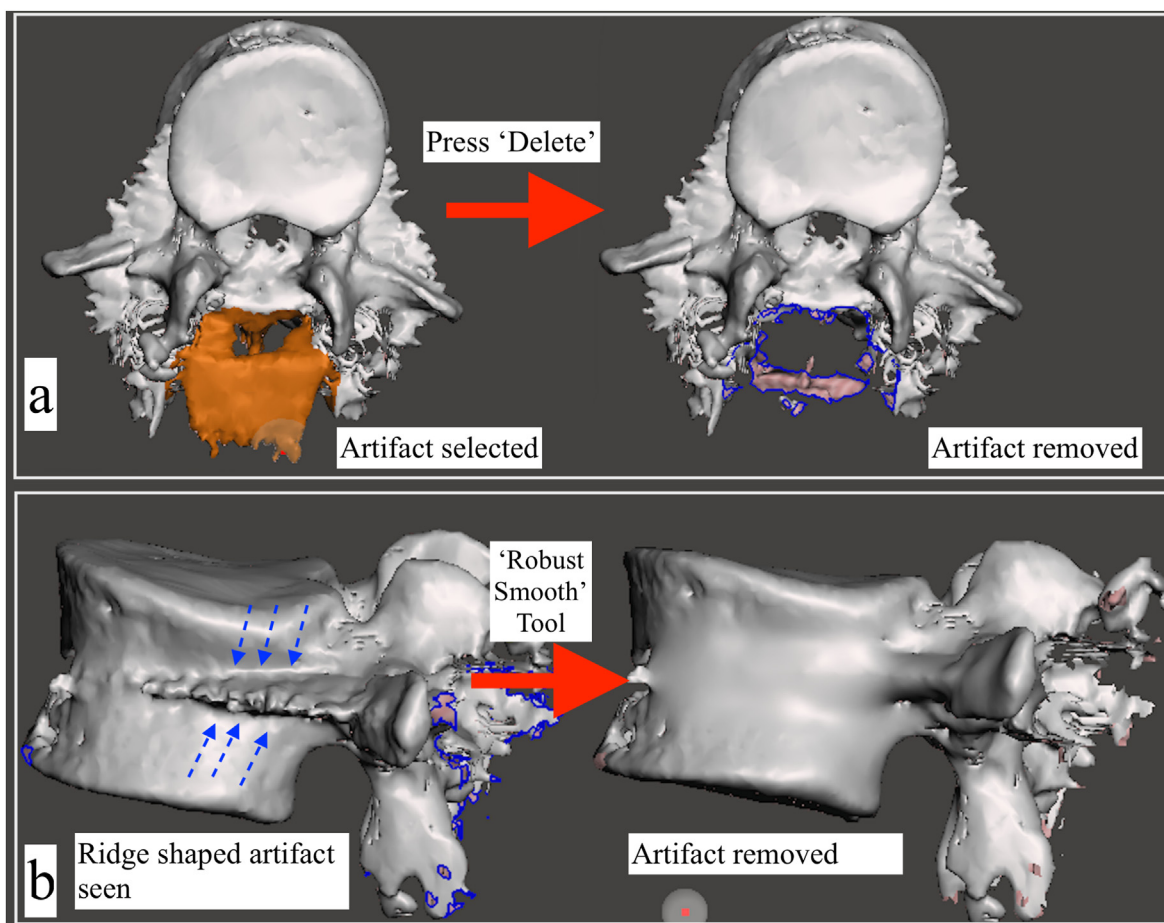 Press ‘Delete’
a
Artifact selected
Artifact removed
‘Robust
Smooth’
Tool
b
Ridge shaped artifact
seen
Artifact removed